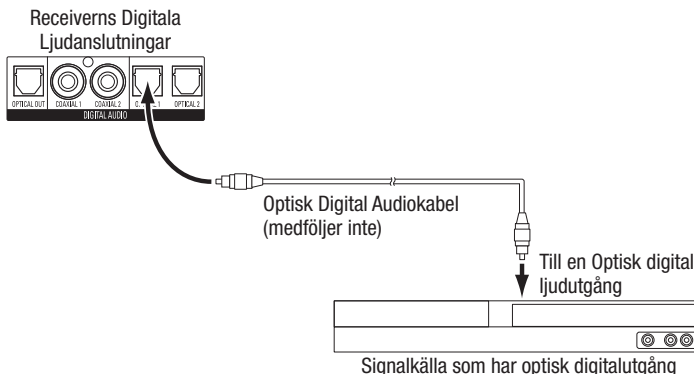 Receiverns Digitala
Ljudanslutningar
OPTICAL OUT COAXIAL 1 COAXIAL 2 1 OPTICAL 2
DIGITAL AUDIO
Optisk Digital Audiokabel
(medföljer inte)
Till en Optisk digital
ljudutgång
Signalkälla som har optisk digitalutgång